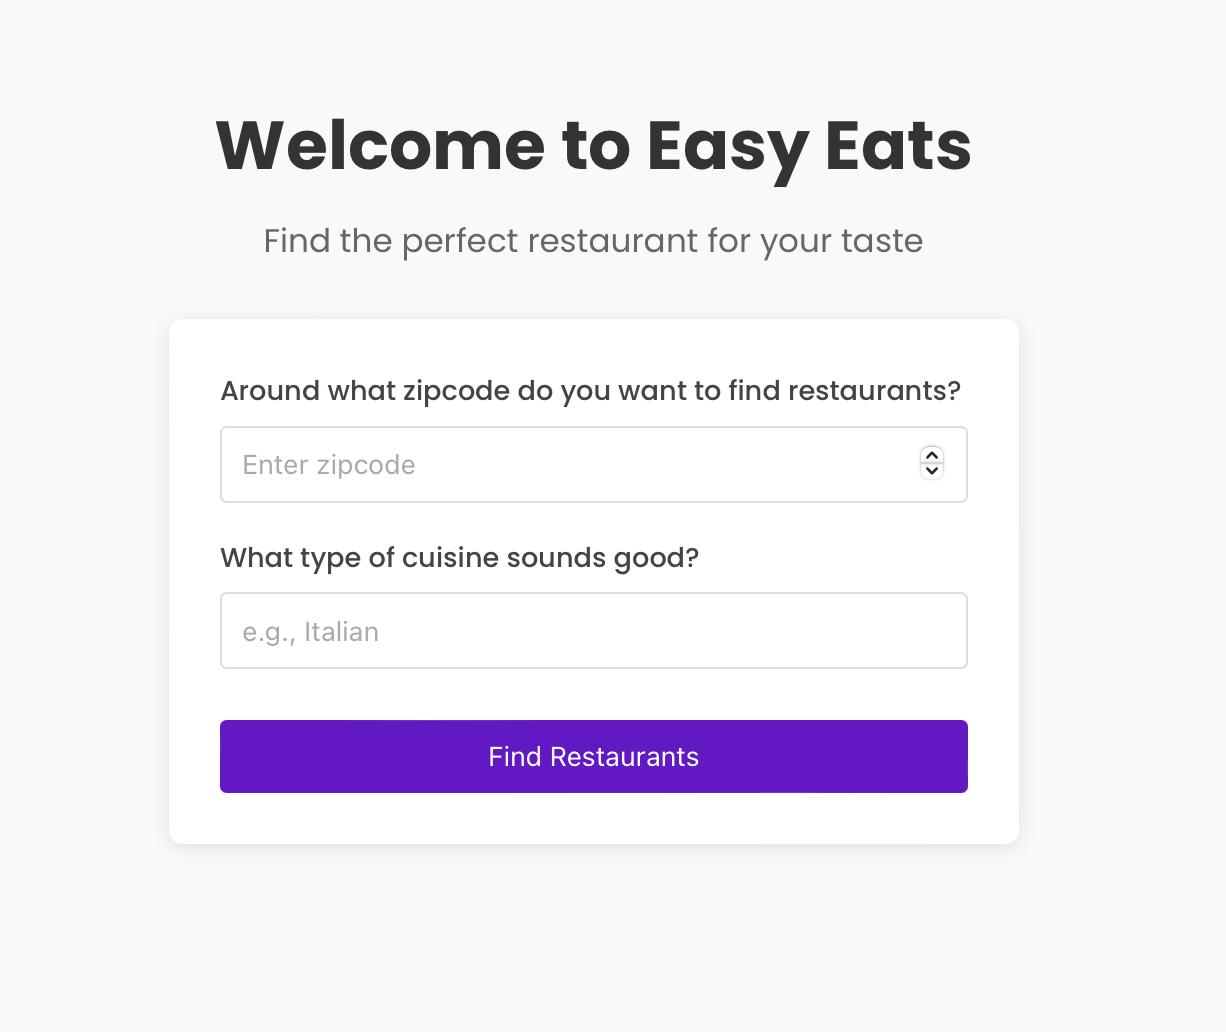 Welcome to Easy Eats
Find the perfect restaurant for your taste
Around what zipcode do you want to find restaurants?
Enter zipcode
What type of cuisine sounds good?
e.g., Italian
Find Restaurants